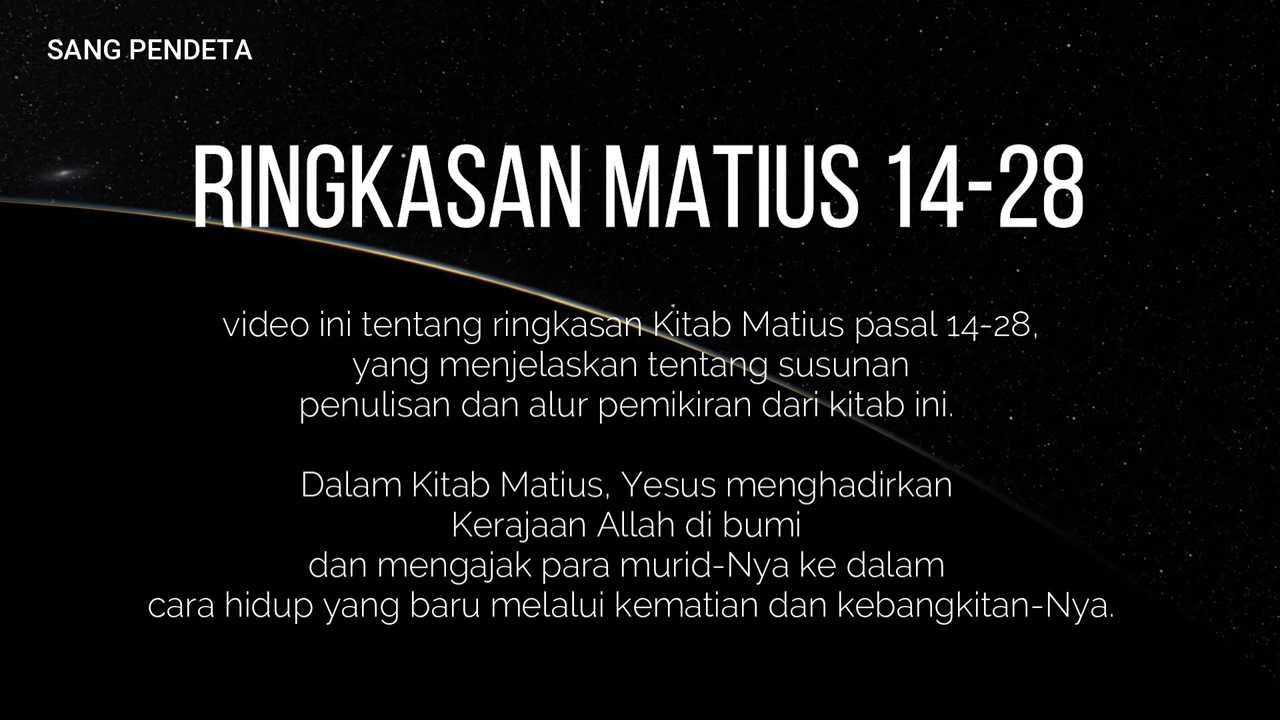 SANG PENDETA
RINGKASAN MATIUS 14-28
video ini tentang ringkasan Kitab Matius pasal 14-28,
yang menjelaskan tentang susunan
penulisan dan alur pemikiran dari kitab ini.
Dalam Kitab Matius, Yesus menghadirkan
Kerajaan Allah di bumi
dan mengajak para murid-Nya ke dalam
cara hidup yang baru melalui kematian dan kebangkitan-Nya.